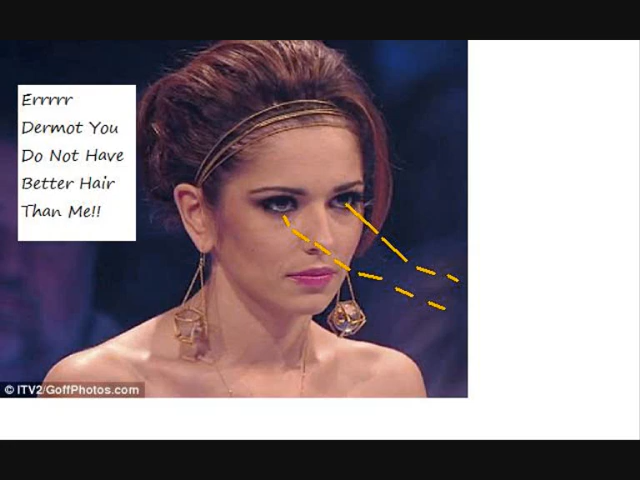 Errrrr
Dermot You
Do Not Have
Better Hair
Than Me!!
© ITV2/GoffPhotos.com